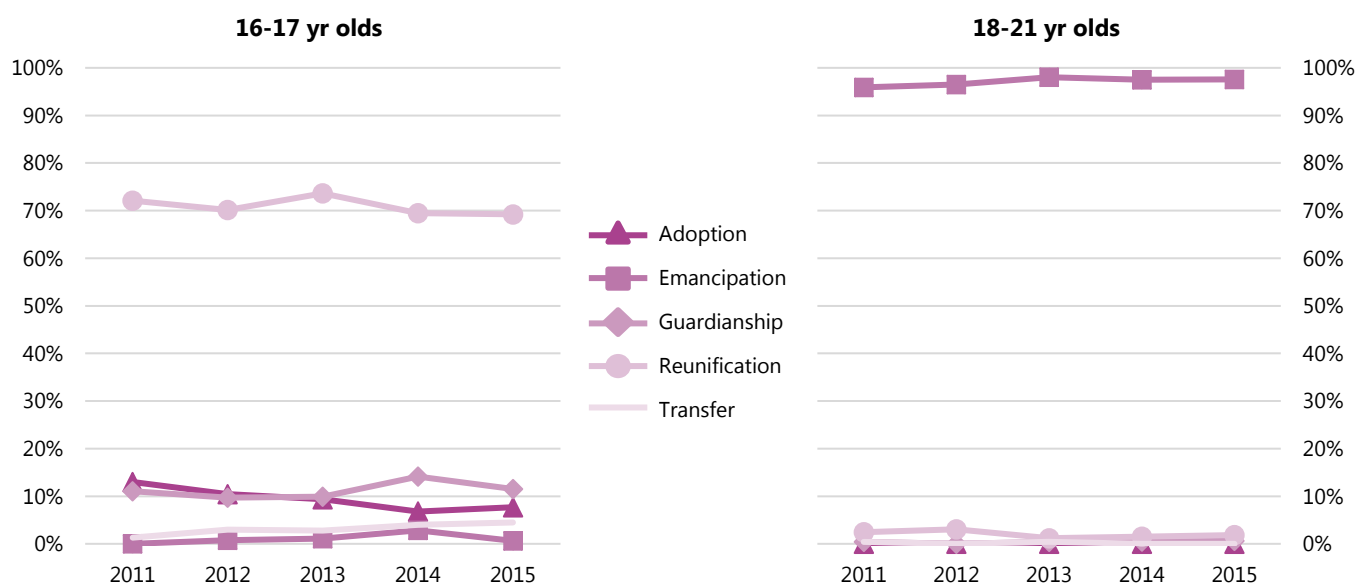 16-17 yr olds
100%
90%
80%
70%
60%
50%
40%
30%
20%
10%
0%
2011 2012 2013 2014 2015
Adoption
Emancipation
Guardianship
Reunification
Transfer
18-21 yr olds
100%
90%
80%
70%
60%
50%
40%
30%
20%
10%
0%
2011 2012 2013 2014 2015